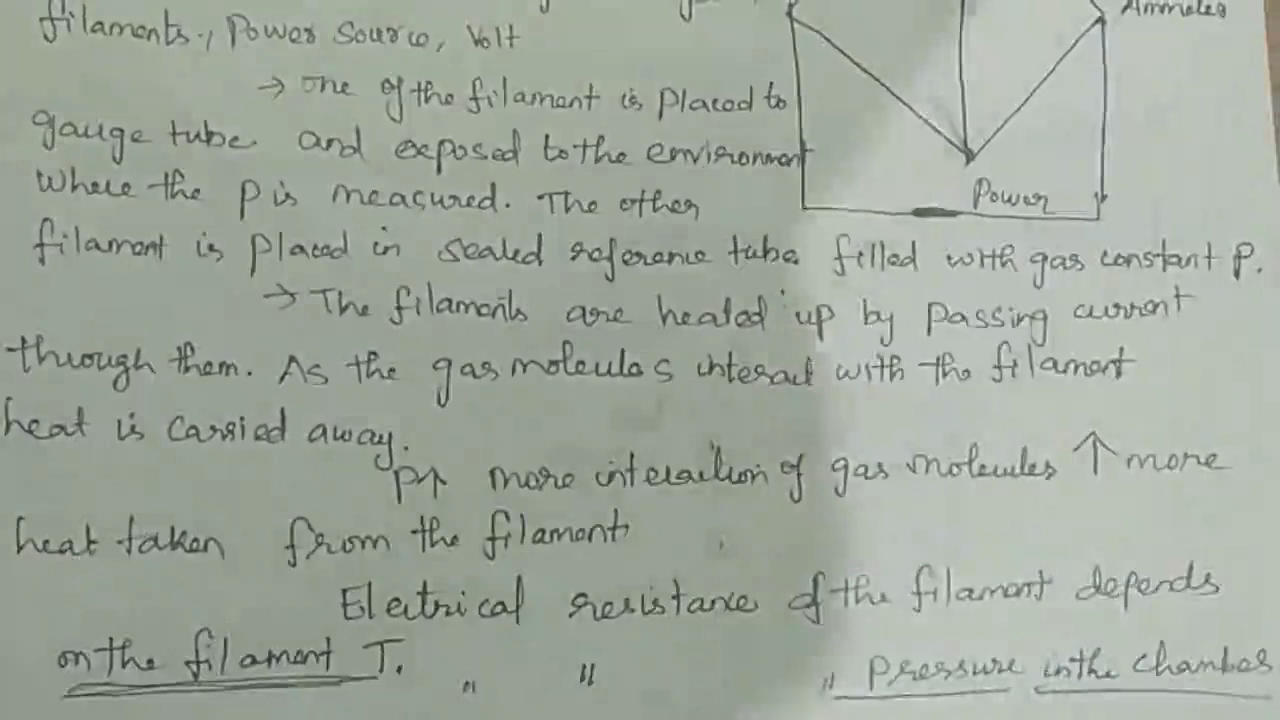 Ammeter
filaments, Power Source, Volt
→ One of the filament is placed to
gauge tube and exposed to the environment
Where the P is measured. The other
Power
filament is placed in sealed reference tube filled with gas constant P.
→ The filaments are heated up by passing current
through them. As the gas molecules interact with the filament
heat is carried away.
P↑ more interaction of gas molecules ↑ more
heat taken from the filament
Electrical resistance of the filament depends
on the filament T.
" " " Pressure in the chamber